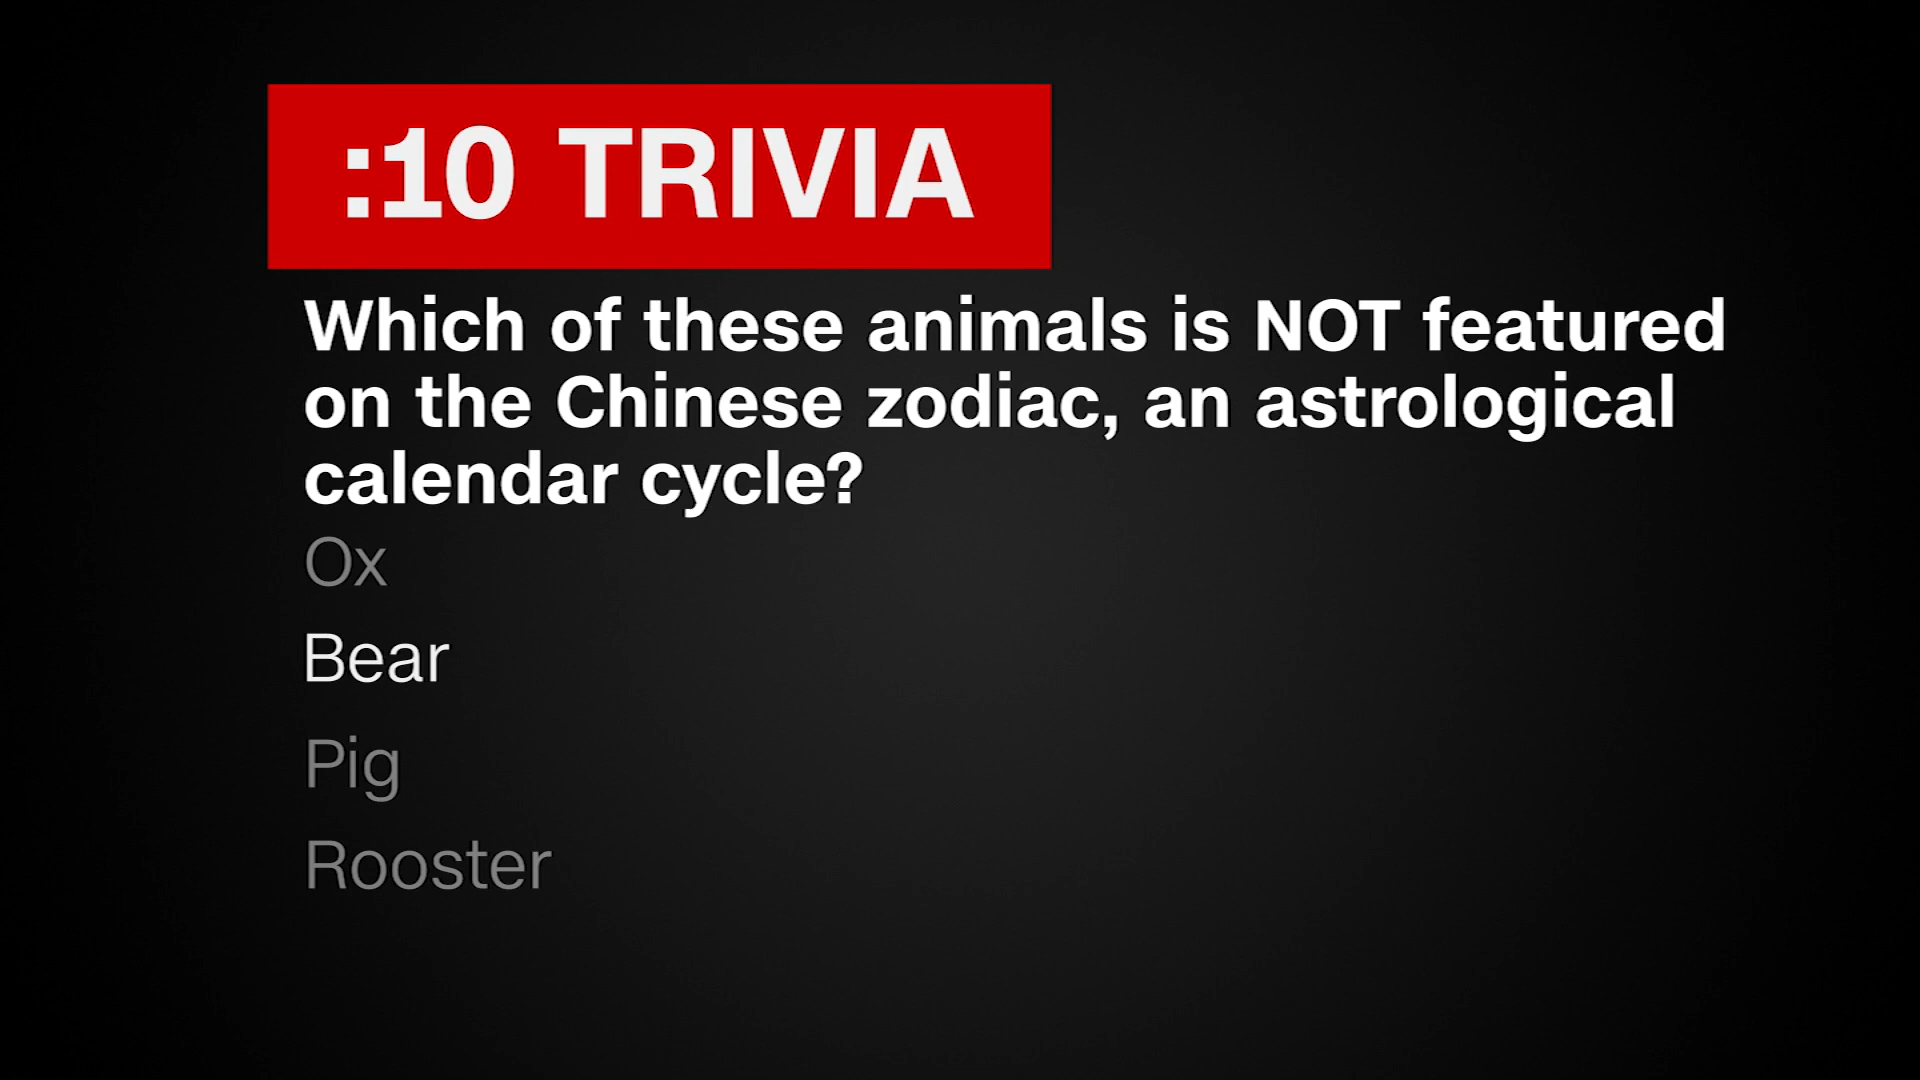 :10 TRIVIA
Which of these animals is NOT featured
on the Chinese zodiac, an astrological
calendar cycle?
Ox
Bear
Pig
Rooster